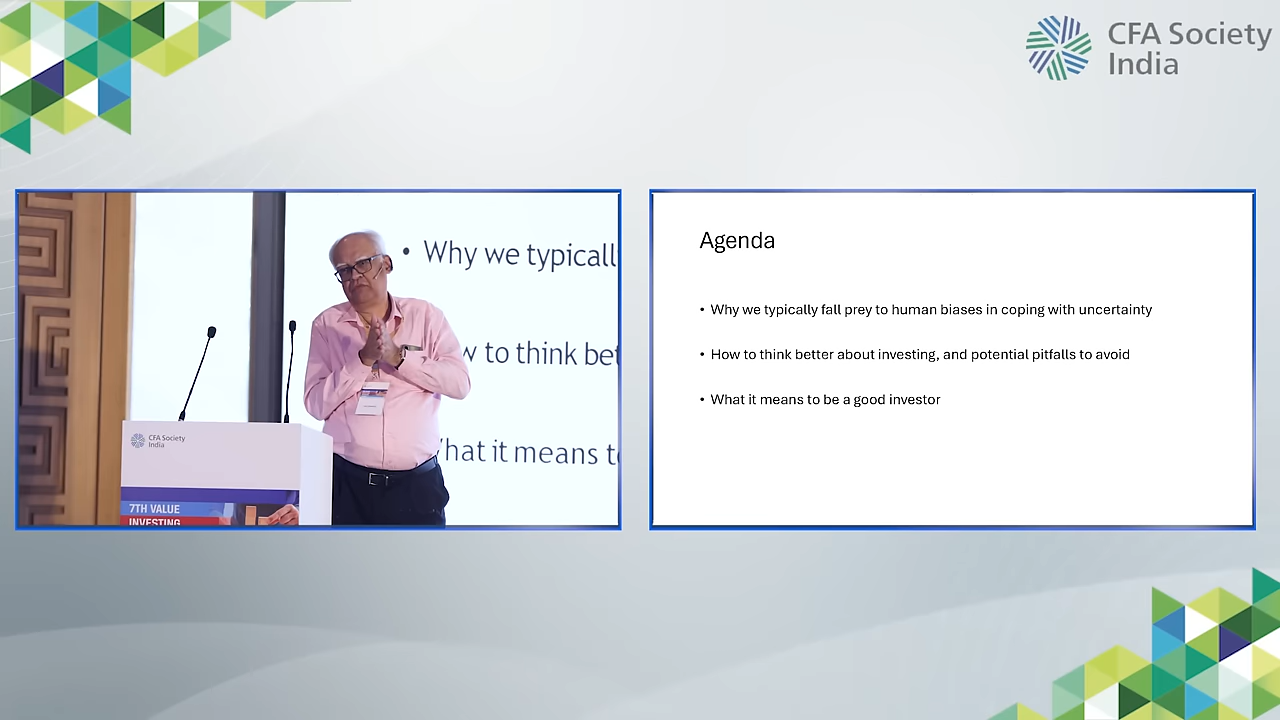 CFA Society
India
• Why we typicall
w to think bet
hat it means t
CFA Society
India
7TH VALUE
INVESTING
Agenda
• Why we typically fall prey to human biases in coping with uncertainty
• How to think better about investing, and potential pitfalls to avoid
• What it means to be a good investor